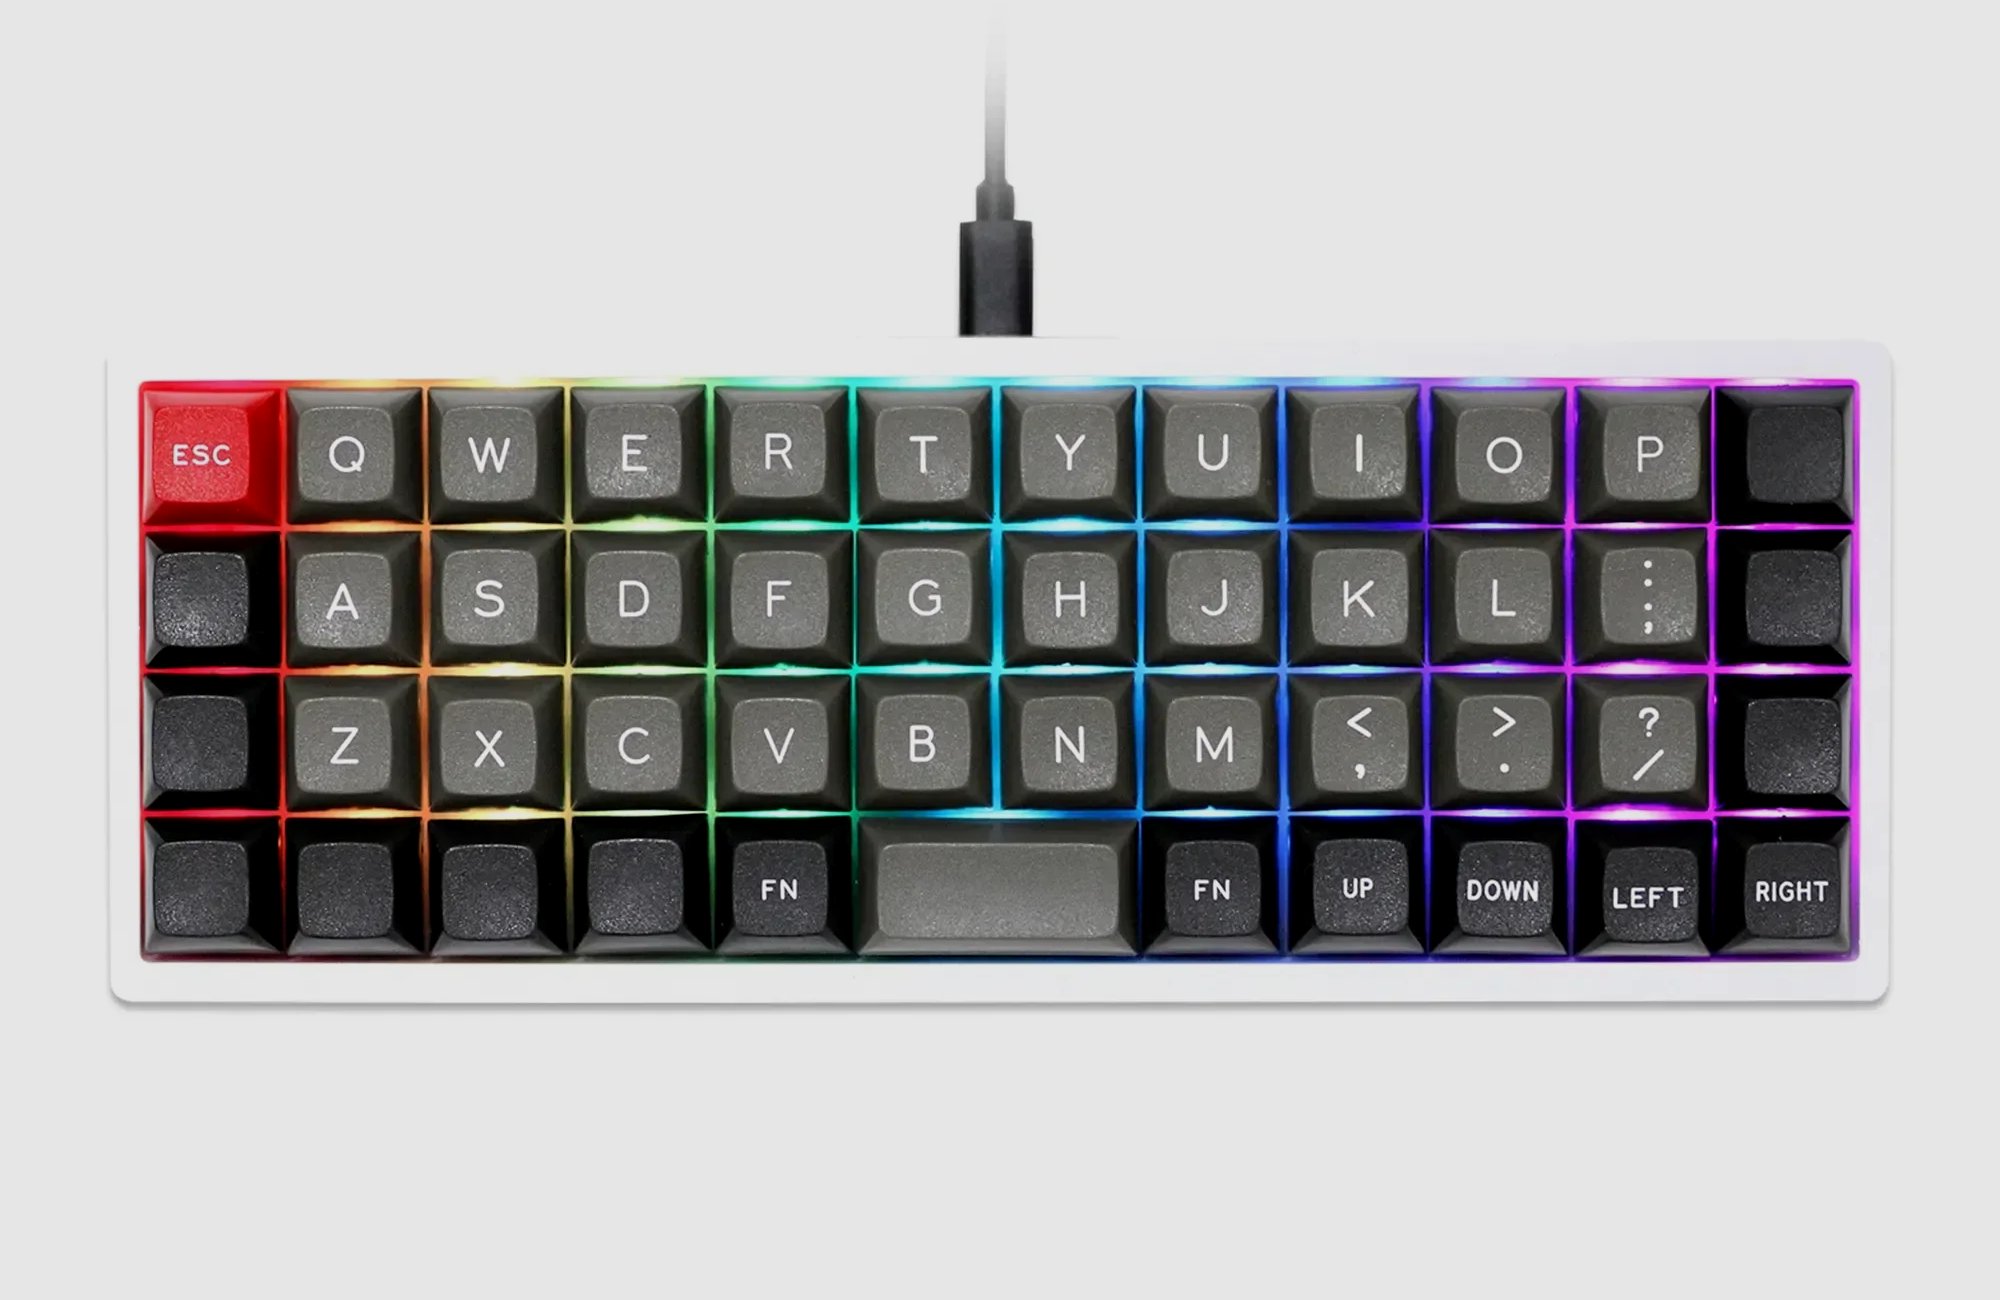 ESC Q W E R T Y U I O P
A S D F G H J K L :
;
Z X C V B N M < > ?
, . /
FN FN UP DOWN LEFT RIGHT